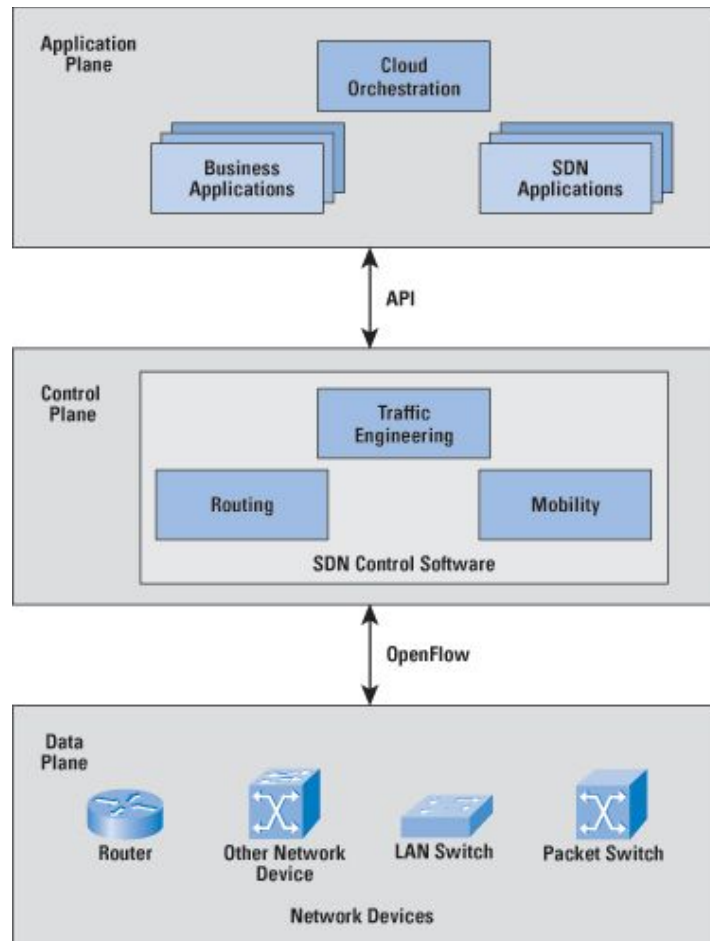 Application
Plane
Cloud
Orchestration
Business
Applications
SDN
Applications
API
Control
Plane
Traffic
Engineering
Routing
Mobility
SDN Control Software
OpenFlow
Data
Plane
Router
Other Network
Device
LAN Switch
Packet Switch
Network Devices